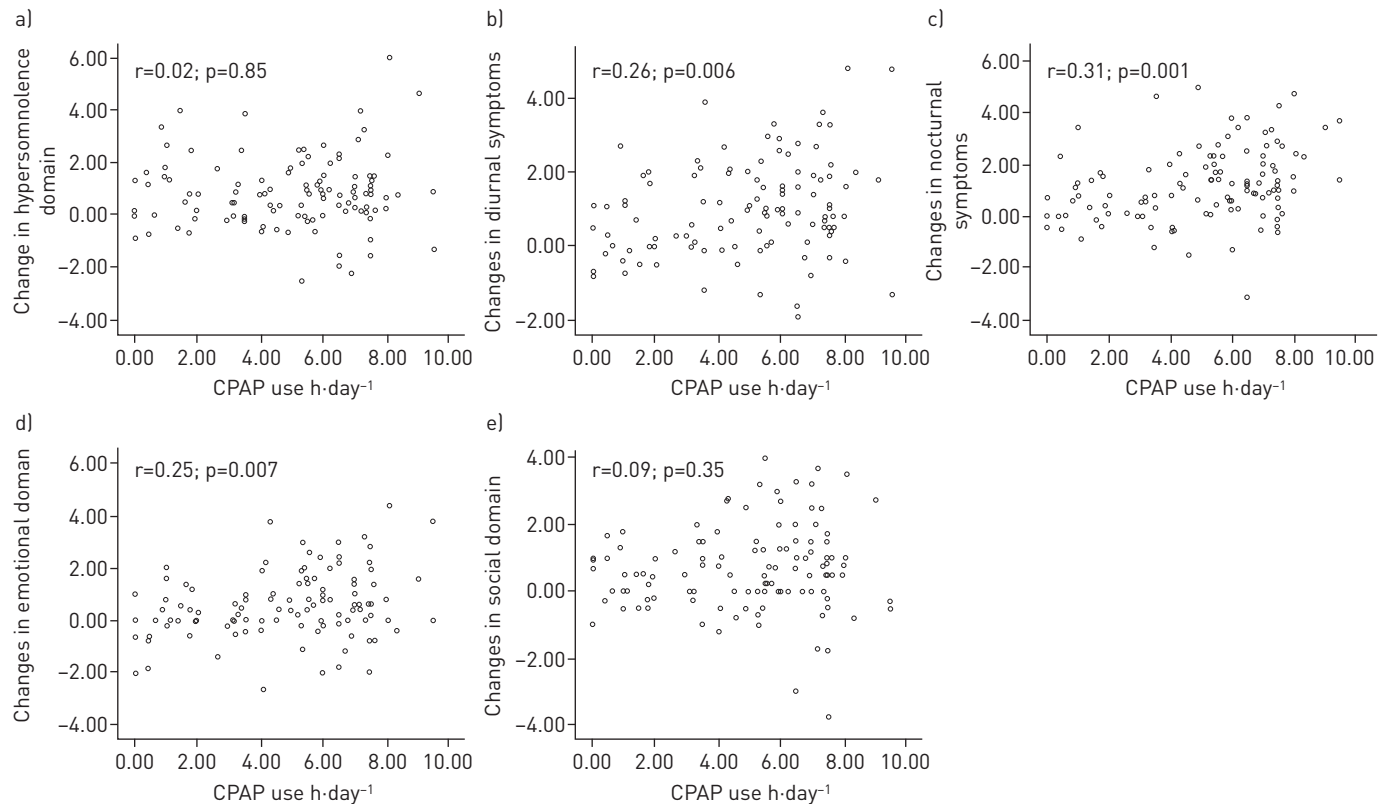 a)
Change in hypersomnolence
domain
6.00
4.00
2.00
0.00
−2.00
−4.00
r=0.02; p=0.85
0.00 2.00 4.00 6.00 8.00 10.00
CPAP use h·day⁻¹
b)
Changes in diurnal symptoms
4.00
2.00
0.00
−2.00
r=0.26; p=0.006
0.00 2.00 4.00 6.00 8.00 10.00
CPAP use h·day⁻¹
c)
Changes in nocturnal
symptoms
6.00
4.00
2.00
0.00
−2.00
−4.00
r=0.31; p=0.001
0.00 2.00 4.00 6.00 8.00 10.00
CPAP use h·day⁻¹
d)
Changes in emotional doman
6.00
4.00
2.00
0.00
−2.00
−4.00
r=0.25; p=0.007
0.00 2.00 4.00 6.00 8.00 10.00
CPAP use h·day⁻¹
e)
Changes in social domain
4.00
2.00
0.00
−2.00
−4.00
r=0.09; p=0.35
0.00 2.00 4.00 6.00 8.00 10.00
CPAP use h·day⁻¹